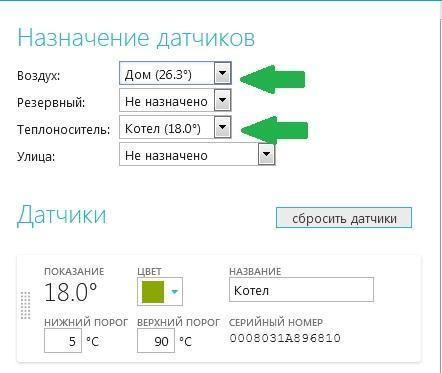 Назначение датчиков
Воздух: Дом (26.3°)
Резервный: Не назначено
Теплоноситель: Котел (18.0°)
Улица: Не назначено
Датчики сбросить датчики
ПОКАЗАНИЕ ЦВЕТ НАЗВАНИЕ
18.0° Котел
НИЖНИЙ ПОРОГ ВЕРХНИЙ ПОРОГ СЕРИЙНЫЙ НОМЕР
5 °C 90 °C 0008031A896810